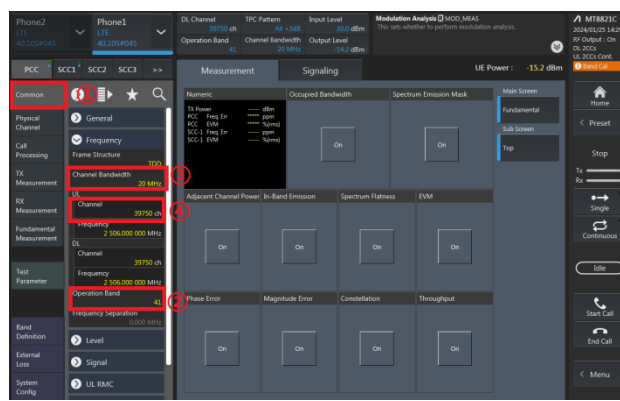 Phone2
LTE
40.105#045
Phone1
LTE
40.105#045
DL Channel
39750 ch
TPC Pattern
All +3dB
Input Level
30.0 dBm
Operation Band
41
Channel Bandwidth
20 MHz
Output Level
-54.2 dBm
Modulation Analysis MOD_MEAS
This sets whether to perform modulation analysis.
MT8821C
2024/01/25 14:2
RF Output : On
DL 2CCs
UL 2CCs Cont.
Band Cal
PCC
SCC1
SCC2
SCC3
>>
Measurement
Signaling
UE Power :
-15.2 dBm
Common
①
Physical
Channel
Call
Processing
TX
Measurement
RX
Measurement
Fundamental
Measurement
Test
Parameter
Band
Definition
External
Loss
System
Config
General
Frequency
Frame Structure
TDD
Channel Bandwidth
20 MHz
③
UL
Channel
39750 ch
④
Frequency
2 506.000 000 MHz
DL
Channel
39750 ch
Frequency
2 506.000 000 MHz
Operation Band
41
②
Frequency Separation
0.000 MHz
Level
Signal
UL RMC
Numeric
TX Power ----- dBm
PCC Freq. Err ----- ppm
PCC EVM ----- %(rms)
SCC-1 Freq. Err ----- ppm
SCC-1 EVM ----- %(rms)
Occupied Bandwidth
On
Spectrum Emission Mask
On
Adjacent Channel Power
On
In-Band Emission
On
Spectrum Flatness
On
EVM
On
Phase Error
On
Magnitude Error
On
Constellation
On
Throughput
On
Main Screen
Fundamental
Sub Screen
Top
Home
< Preset
Stop
Tx
Rx
Single
Continuous
Idle
Start Call
End Call
< Menu